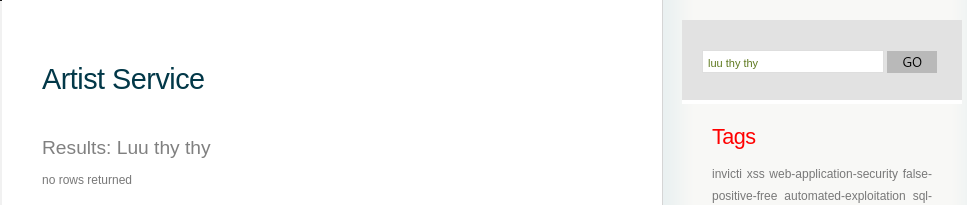 Artist Service
Results: Luu thy thy
no rows returned
luu thy thy
GO
Tags
invicti xss web-application-security false-
positive-free automated-exploitation sql-